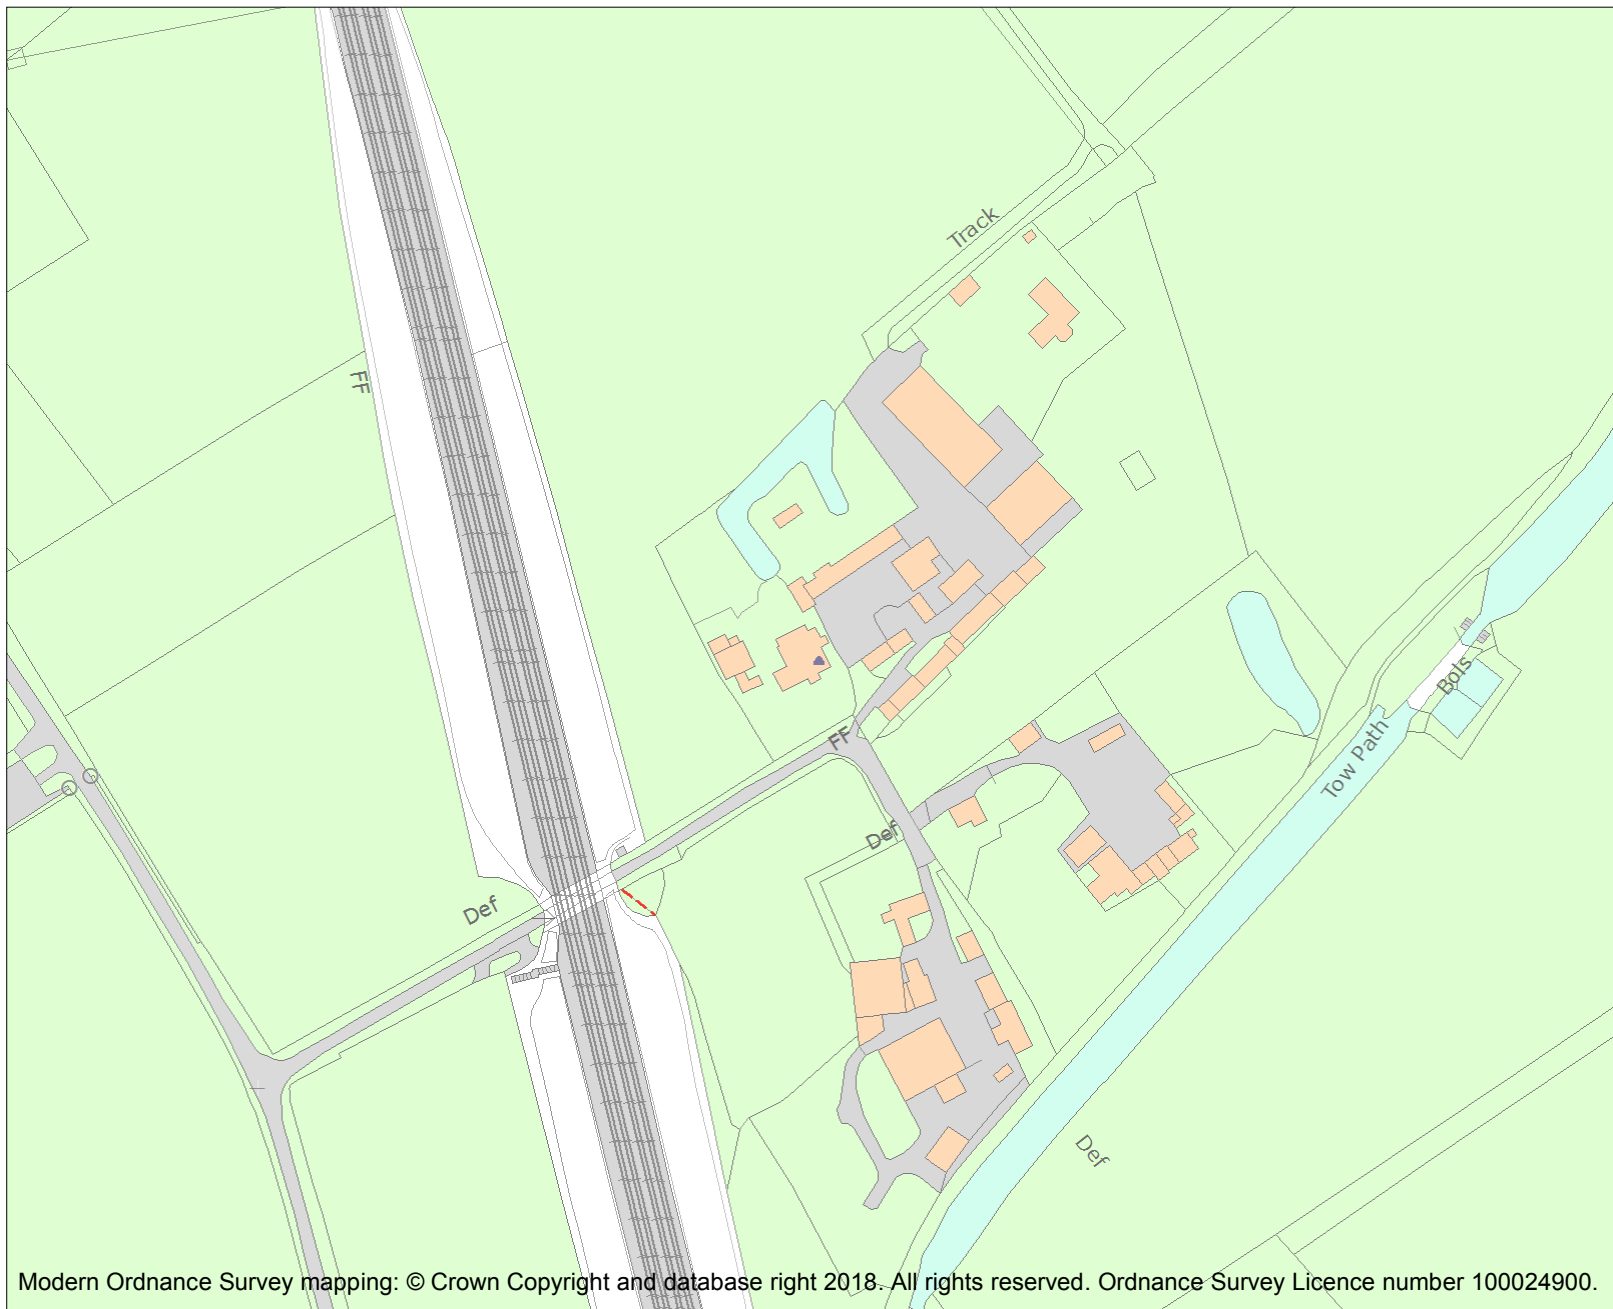 Track
FF
FF
Def
Def
Bols
Tow Path
Def
Modern Ordnance Survey mapping: © Crown Copyright and database right 2018. All rights reserved. Ordnance Survey Licence number 100024900.